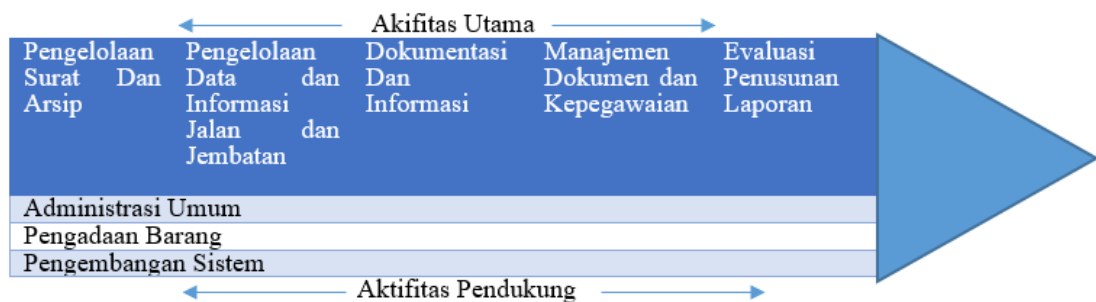 Akifitas Utama
Pengelolaan
Surat Dan
Arsip
Pengelolaan
Data dan
Informasi
Jalan dan
Jembatan
Dokumentasi
Dan
Informasi
Manajemen
Dokumen dan
Kepegawaian
Evaluasi
Penusunan
Laporan
Administrasi Umum
Pengadaan Barang
Pengembangan Sistem
Aktifitas Pendukung